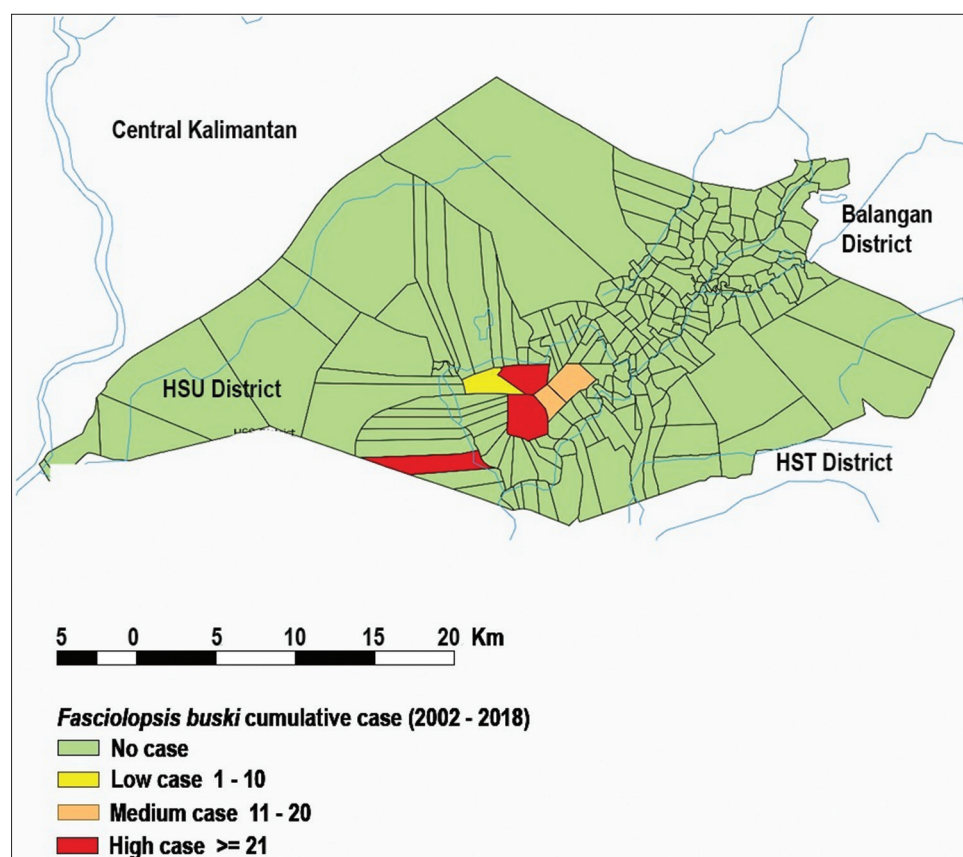 Central Kalimantan
Balangan
District
HSU District
HST District
5 0 5 10 15 20 Km
Fasciolopsis buski cumulative case (2002 - 2018)
No case
Low case 1 - 10
Medium case 11 - 20
High case >= 21